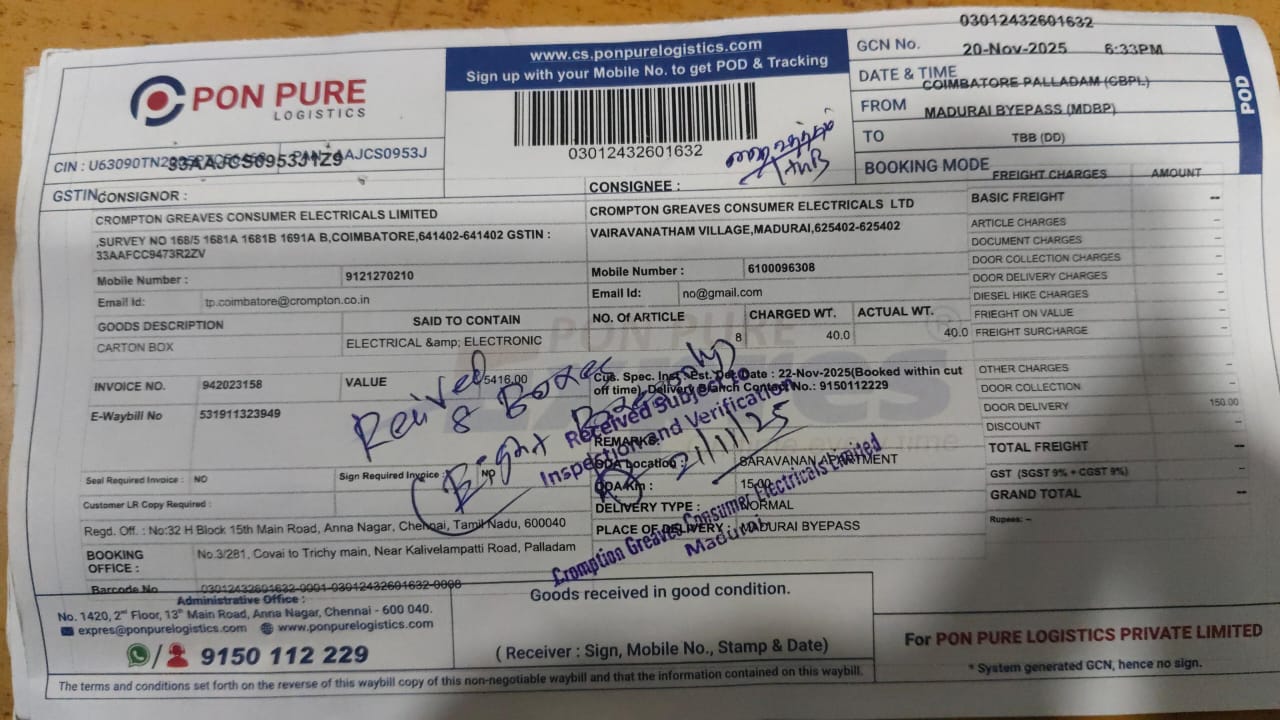 03012432601632
GCN No.
20-Nov-2025 6:33PM
DATE & TIME
COIMBATORE PALLADAM (CBPL)
FROM
MADURAI BYEPASS (MDBP)
TO
TBB (DD)
BOOKING MODE
POD
PON PURE
LOGISTICS
www.cs.ponpurelogistics.com
Sign up with your Mobile No. to get POD & Tracking
03012432601632
CIN : U63090TN2
PAN : AAJCS0953J
33AAJCS0953J1Z9
GSTIN
CONSIGNOR :
CROMPTON GREAVES CONSUMER ELECTRICALS LIMITED
,SURVEY NO 168/5 1681A 1681B 1691A B,COIMBATORE,641402-641402 GSTIN :
33AAFCC9473R2ZV
Mobile Number : 9121270210
Email Id: tp.coimbatore@crompton.co.in
CONSIGNEE :
CROMPTON GREAVES CONSUMER ELECTRICALS LTD
VAIRAVANATHAM VILLAGE,MADURAI,625402-625402
Mobile Number : 6100096308
Email Id: no@gmail.com
GOODS DESCRIPTION SAID TO CONTAIN NO. OF ARTICLE CHARGED WT. ACTUAL WT.
CARTON BOX ELECTRICAL &amp; ELECTRONIC 8 40.0 40.0
INVOICE NO. 942023158 VALUE 5416.00
E-Waybill No 531911323949
Cus. Spec. Inst : Est. Del Date : 22-Nov-2025(Booked within cut
off time), Delivery Branch Contact No.: 9150112229
REMARKS:
ODA Location : SARAVANAN APARTMENT
ODA Km : 15.00
DELIVERY TYPE : NORMAL
PLACE OF DELIVERY : MADURAI BYEPASS
Seal Required Invoice : NO Sign Required Invoice : NO
Customer LR Copy Required :
Regd. Off. : No:32 H Block 15th Main Road, Anna Nagar, Chennai, Tamil Nadu, 600040
BOOKING
OFFICE :
No.3/281, Covai to Trichy main, Near Kalivelampatti Road, Palladam
Barcode No 03012432601632-0001-03012432601632-0008
FREIGHT CHARGES AMOUNT
BASIC FREIGHT --
ARTICLE CHARGES –
DOCUMENT CHARGES –
DOOR COLLECTION CHARGES –
DOOR DELIVERY CHARGES –
DIESEL HIKE CHARGES –
FRIEGHT ON VALUE –
FREIGHT SURCHARGE –
OTHER CHARGES –
DOOR COLLECTION –
DOOR DELIVERY 150.00
DISCOUNT –
TOTAL FREIGHT --
GST (SGST 9% + CGST 9%) –
GRAND TOTAL --
Rupees: –
8 Boxes
21/11/25
Received Subject to
Inspection and Verification
Crompton Greaves Consumer Electricals Limited
Madurai
Administrative Office :
No. 1420, 2nd Floor, 13th Main Road, Anna Nagar, Chennai - 600 040.
expres@ponpurelogistics.com www.ponpurelogistics.com
9150 112 229
Goods received in good condition.
( Receiver : Sign, Mobile No., Stamp & Date)
For PON PURE LOGISTICS PRIVATE LIMITED
* System generated GCN, hence no sign.
The terms and conditions set forth on the reverse of this waybill copy of this non-negotiable waybill and that the information contained on this waybill.